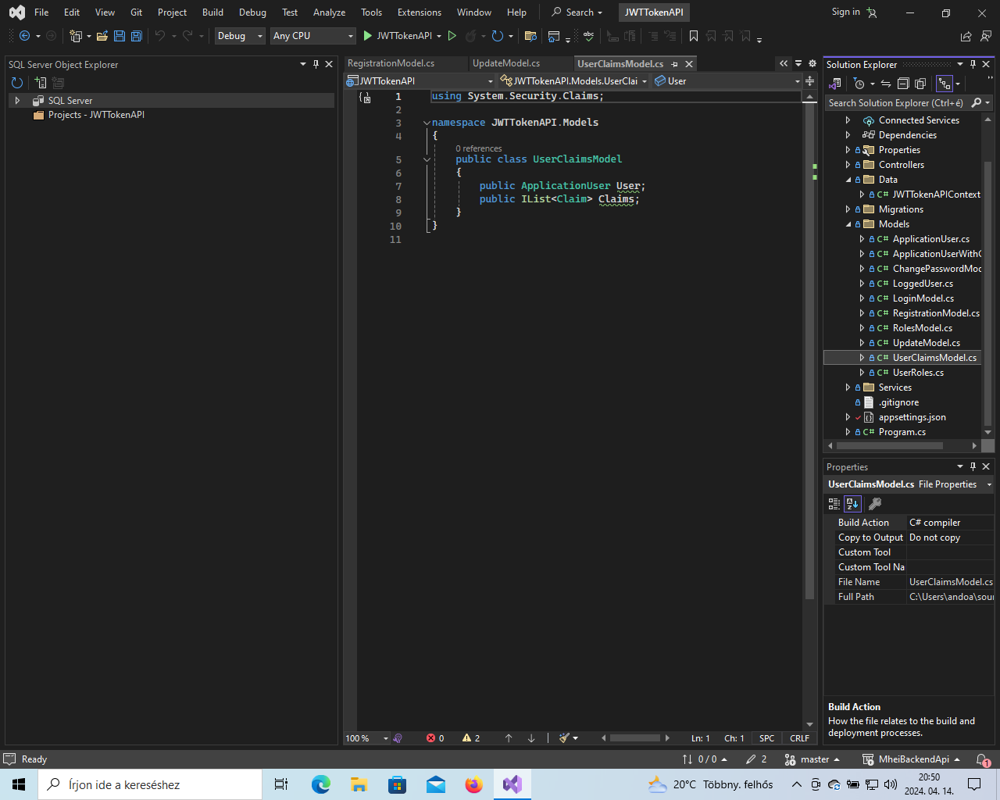 File Edit View Git Project Build Debug Test Analyze Tools Extensions Window Help Search JWTTokenAPI Sign in
Debug Any CPU JWTTokenAPI
SQL Server Object Explorer
SQL Server
Projects - JWTTokenAPI
RegistrationModel.cs UpdateModel.cs UserClaimsModel.cs
JWTTokenAPI JWTTokenAPI.Models.UserClai User
1 using System.Security.Claims;
2
3 namespace JWTTokenAPI.Models
4 {
0 references
5 public class UserClaimsModel
6 {
7 public ApplicationUser User;
8 public IList<Claim> Claims;
9 }
10 }
11
100 % 0 2 Ln: 1 Ch: 1 SPC CRLF
Solution Explorer
Search Solution Explorer (Ctrl+é)
Connected Services
Dependencies
Properties
Controllers
Data
C# JWTTokenAPIContext
Migrations
Models
C# ApplicationUser.cs
C# ApplicationUserWithC
C# ChangePasswordMod
C# LoggedUser.cs
C# LoginModel.cs
C# RegistrationModel.cs
C# RolesModel.cs
C# UpdateModel.cs
C# UserClaimsModel.cs
C# UserRoles.cs
Services
.gitignore
appsettings.json
C# Program.cs
Properties
UserClaimsModel.cs File Properties
Build Action C# compiler
Copy to Output Do not copy
Custom Tool
Custom Tool Na
File Name UserClaimsModel.cs
Full Path C:\Users\andoa\sour
Build Action
How the file relates to the build and
deployment processes.
Ready 0 / 0 2 master MheiBackendApi 1
Írjon ide a kereséshez 20°C Többny. felhős 20:50
2024. 04. 14.